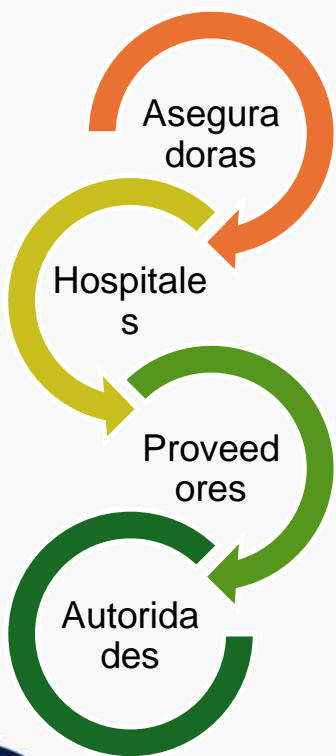 Asegura
doras
Hospitale
s
Proveed
ores
Autorida
des